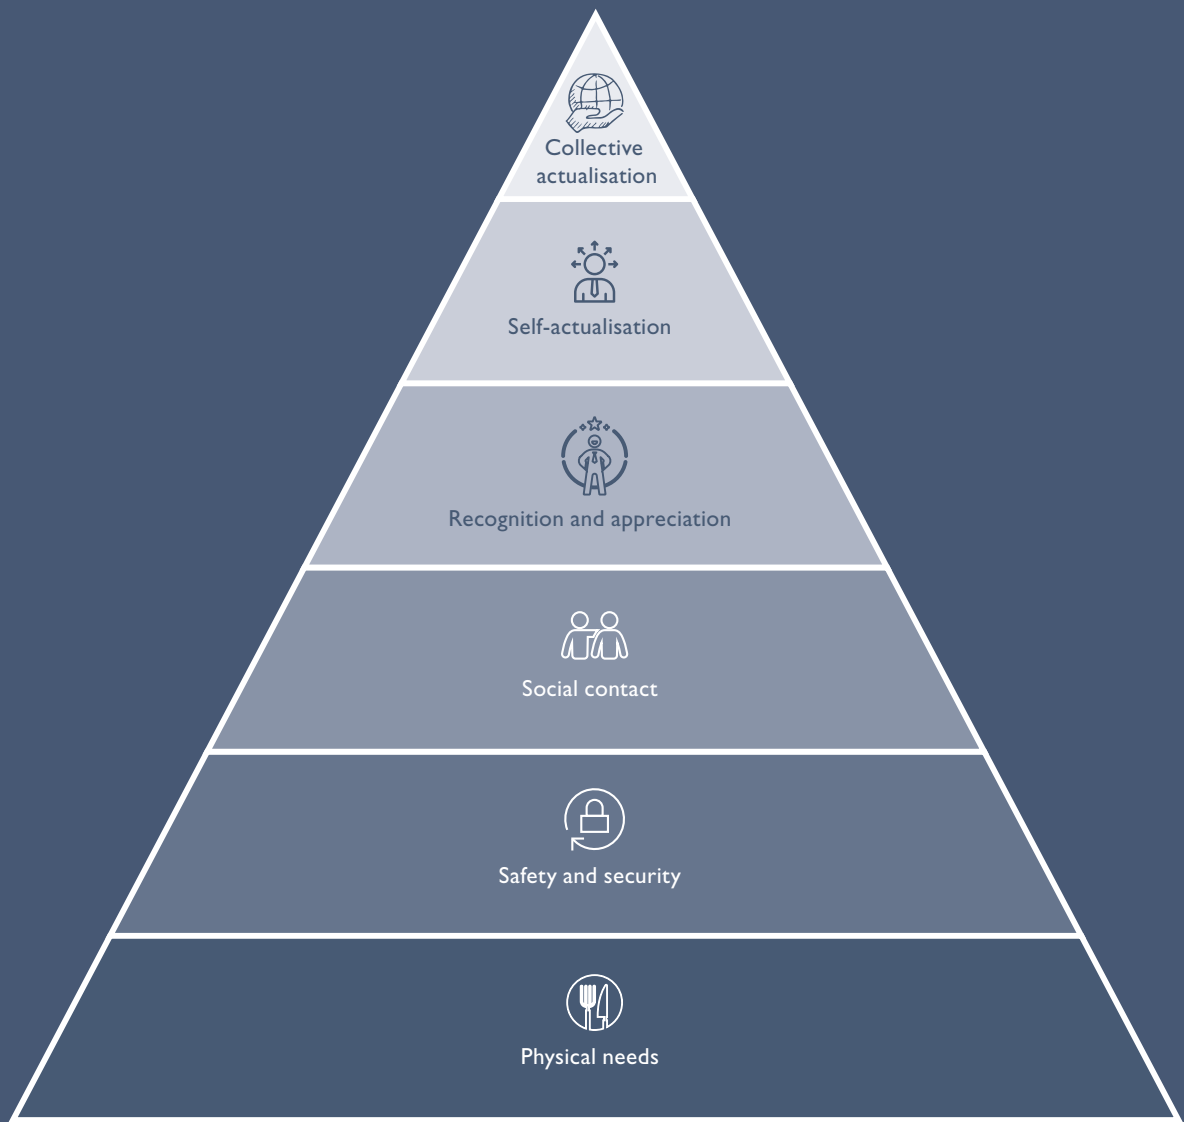 Collective
actualisation
Self-actualisation
Recognition and appreciation
Social contact
Safety and security
Physical needs